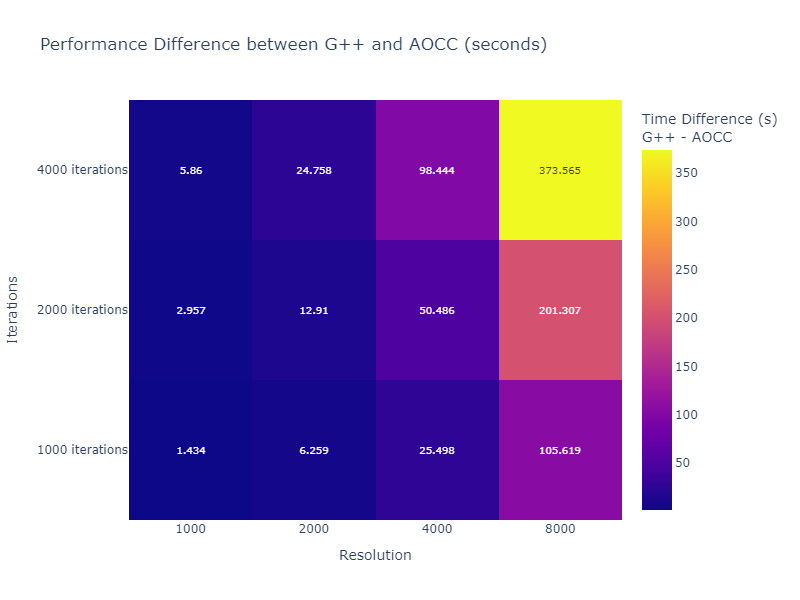 Performance Difference between G++ and AOCC (seconds)
Time Difference (s)
G++ - AOCC
4000 iterations 5.86 24.758 98.444 373.565
2000 iterations 2.957 12.91 50.486 201.307
1000 iterations 1.434 6.259 25.498 105.619
1000 2000 4000 8000
Resolution
Iterations
350
300
250
200
150
100
50